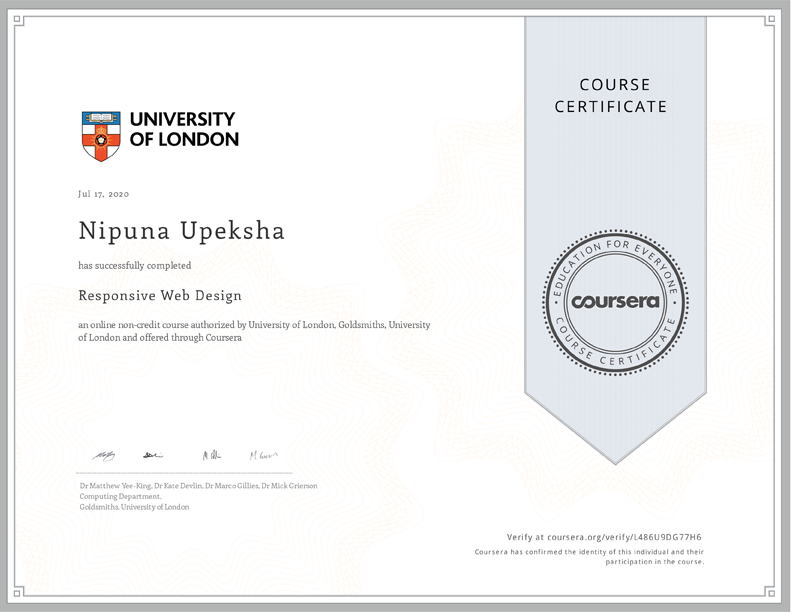 COURSE
CERTIFICATE
UNIVERSITY
OF LONDON
Jul 17, 2020
Nipuna Upeksha
has successfully completed
Responsive Web Design
an online non-credit course authorized by University of London, Goldsmiths, University
of London and offered through Coursera
EDUCATION FOR EVERYONE
coursera
COURSE CERTIFICATE
Dr Matthew Yee-King, Dr Kate Devlin, Dr Marco Gillies, Dr Mick Grierson
Computing Department,
Goldsmiths, University of London
Verify at coursera.org/verify/L486U9DG77H6
Coursera has confirmed the identity of this individual and their
participation in the course.